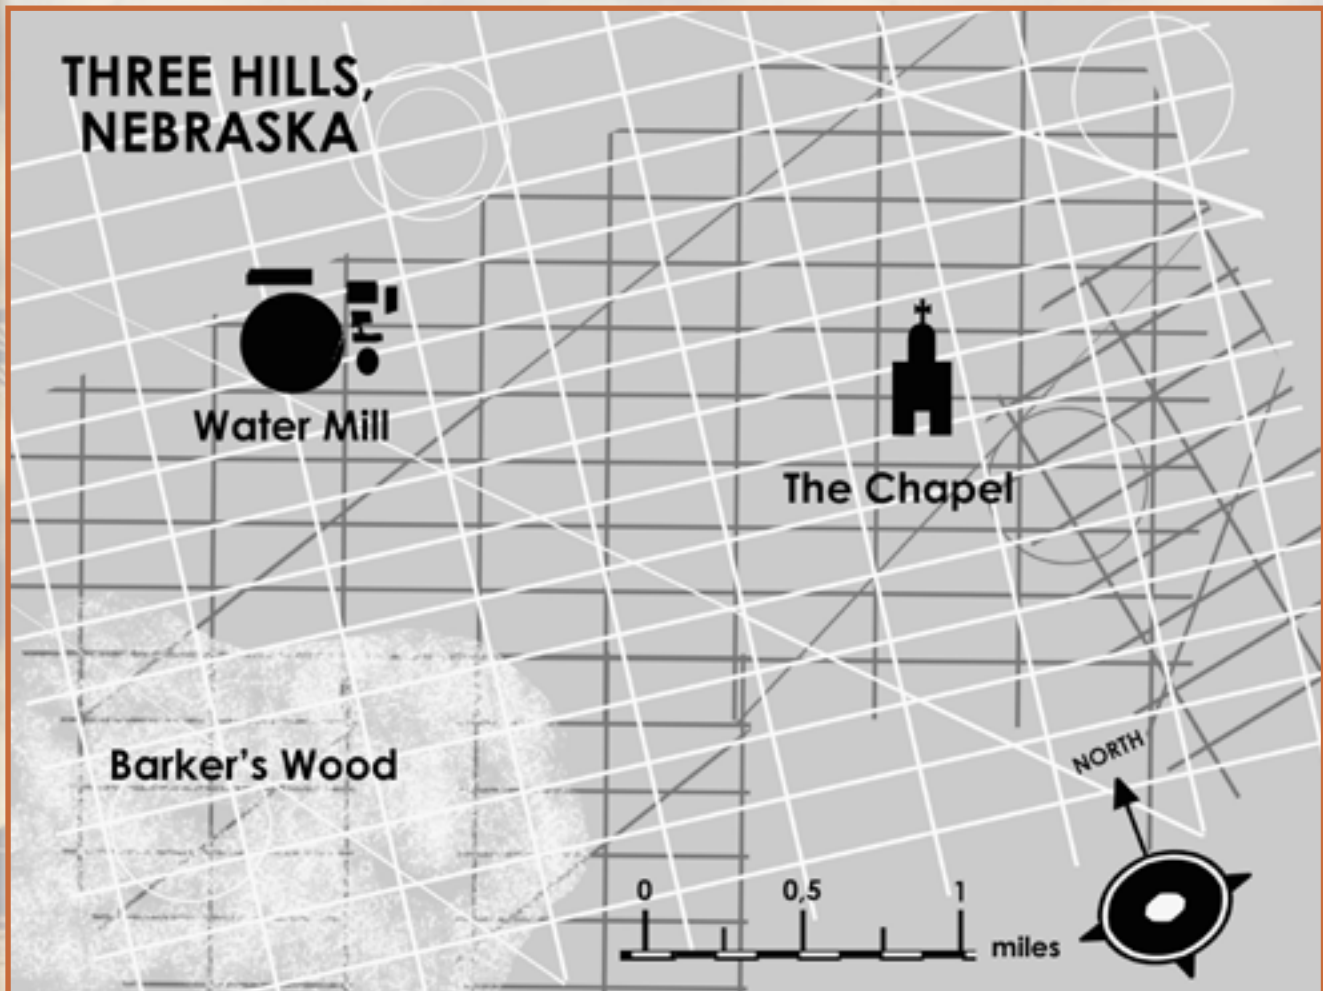 THREE HILLS,
NEBRASKA
Water Mill
The Chapel
Barker's Wood
NORTH
0 0,5 1
miles